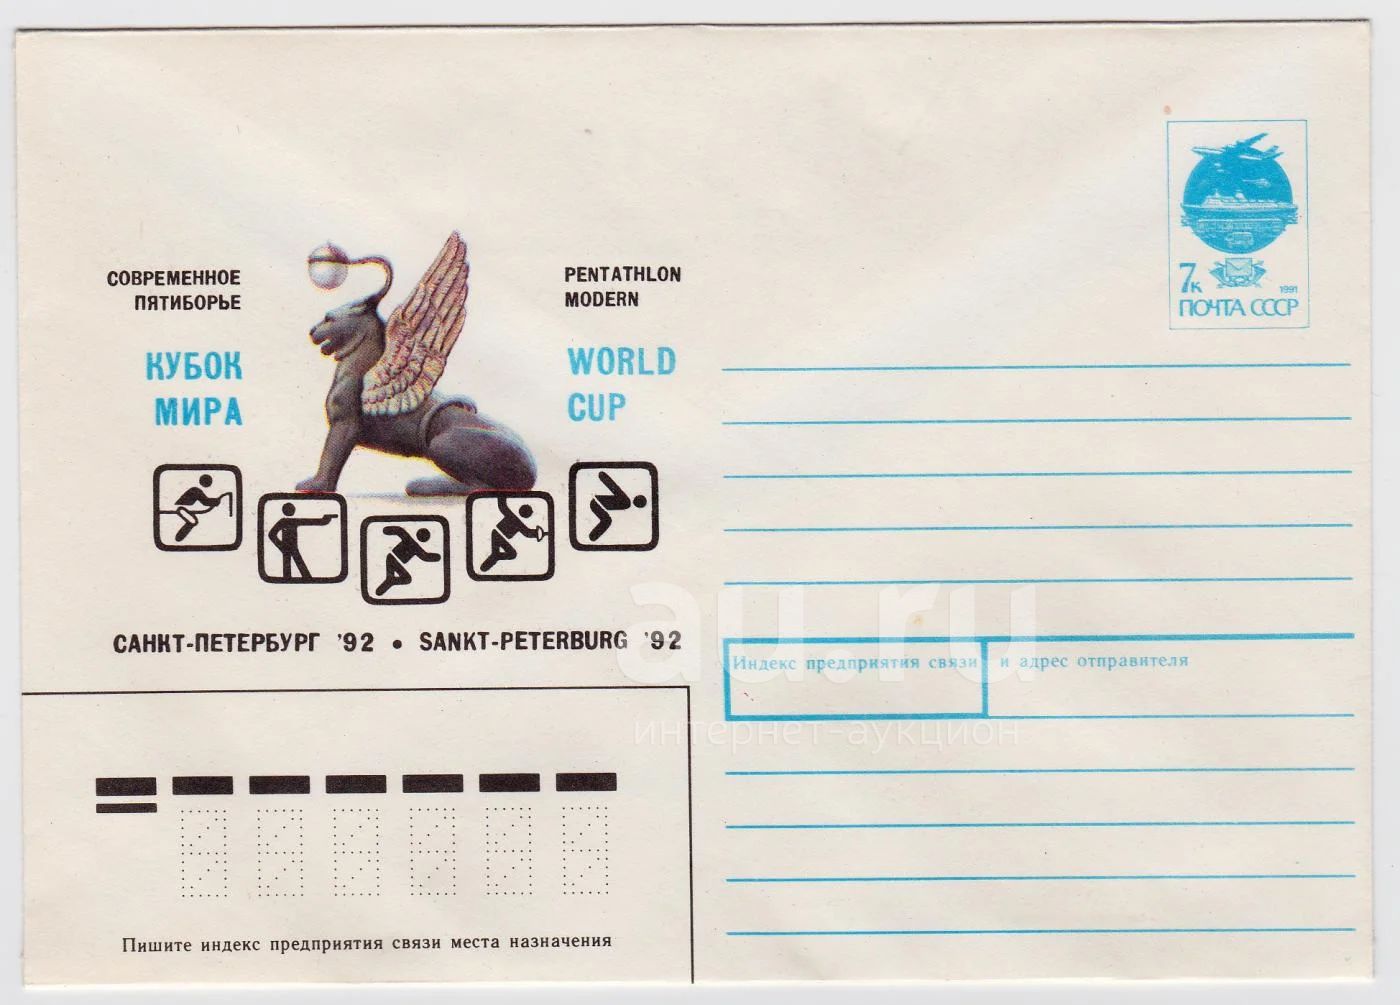 СОВРЕМЕННОЕ
ПЯТИБОРЬЕ
КУБОК
МИРА
PENTATHLON
MODERN
WORLD
CUP
САНКТ-ПЕТЕРБУРГ '92 • SANKT-PETERBURG '92
7к
1991
ПОЧТА СССР
Индекс предприятия связи и адрес отправителя
Пишите индекс предприятия связи места назначения
au.ru
интернет-аукцион